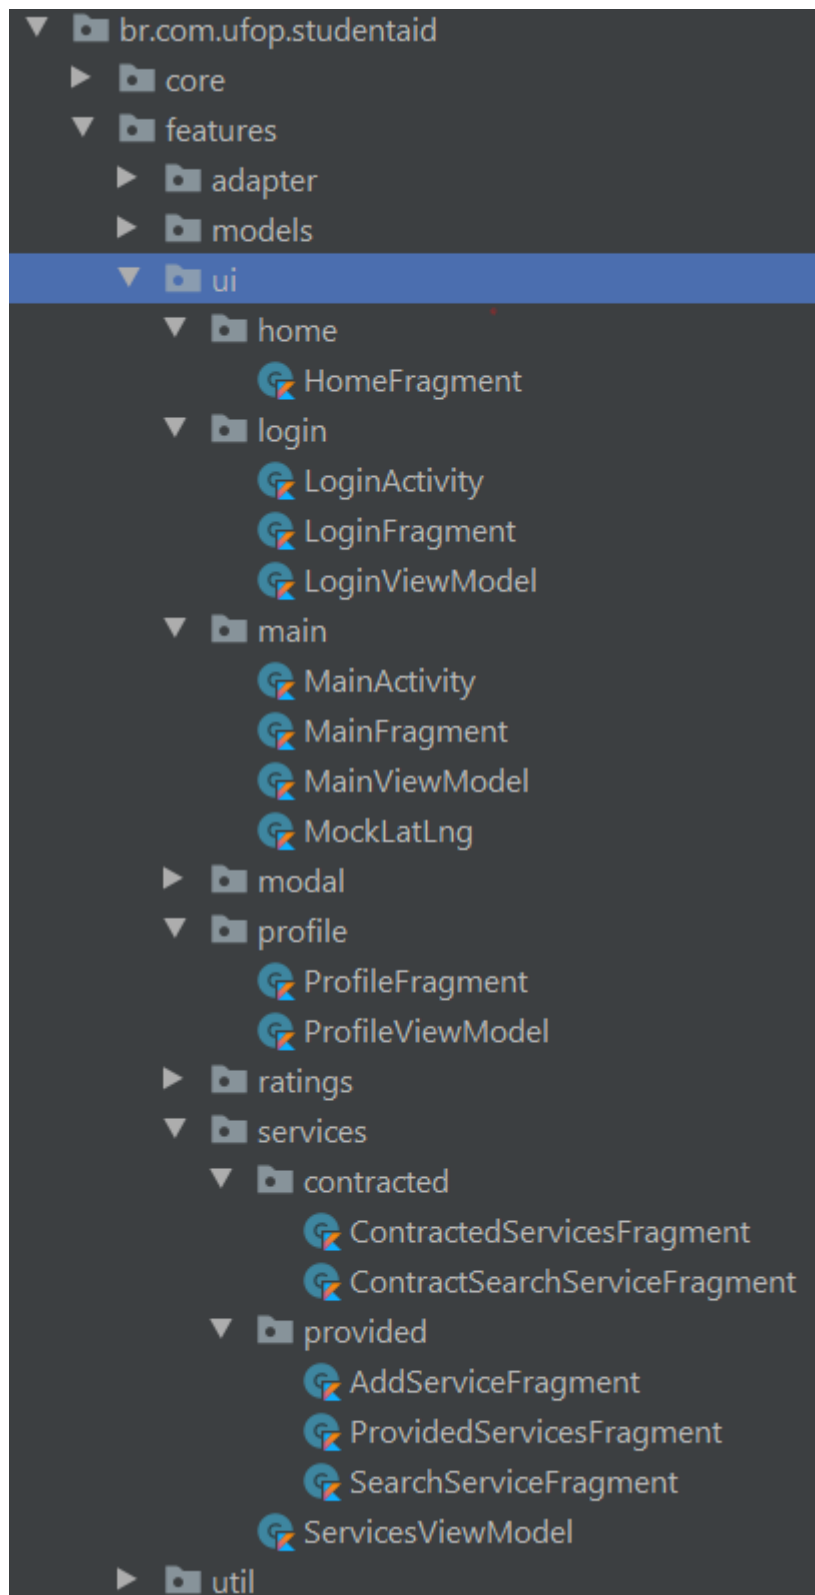 br.com.ufop.studentaid
core
features
adapter
models
ui
home
HomeFragment
login
LoginActivity
LoginFragment
LoginViewModel
main
MainActivity
MainFragment
MainViewModel
MockLatLng
modal
profile
ProfileFragment
ProfileViewModel
ratings
services
contracted
ContractedServicesFragment
ContractSearchServiceFragment
provided
AddServiceFragment
ProvidedServicesFragment
SearchServiceFragment
ServicesViewModel
util